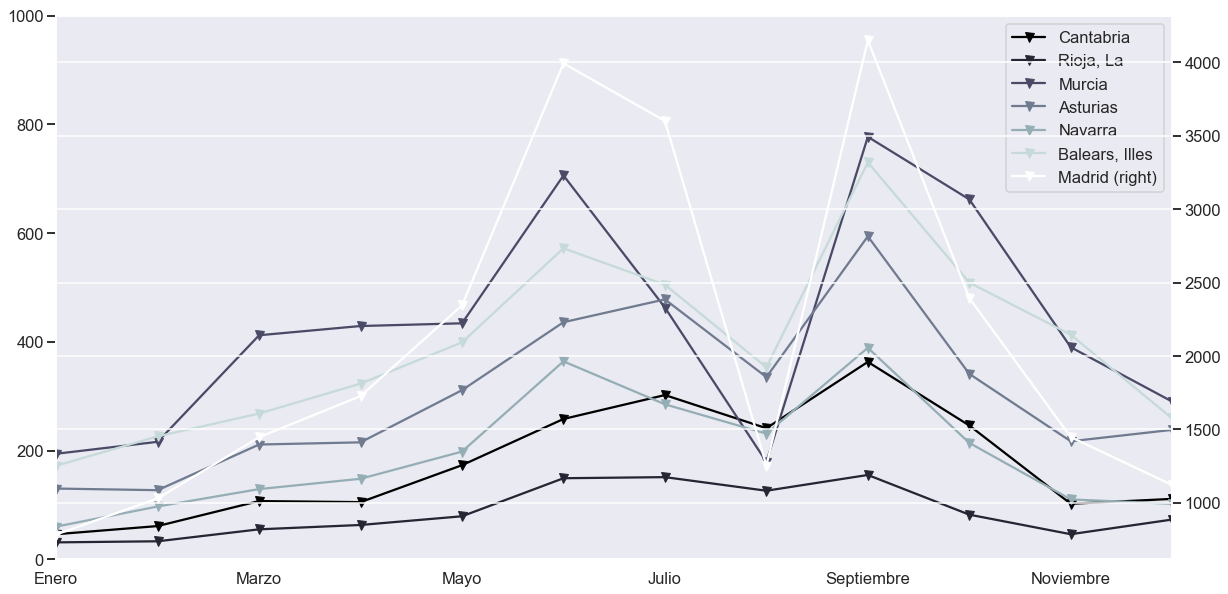 1000
800
600
400
200
0
4000
3500
3000
2500
2000
1500
1000
Cantabria
Rioja, La
Murcia
Asturias
Navarra
Balears, Illes
Madrid (right)
Enero
Marzo
Mayo
Julio
Septiembre
Noviembre